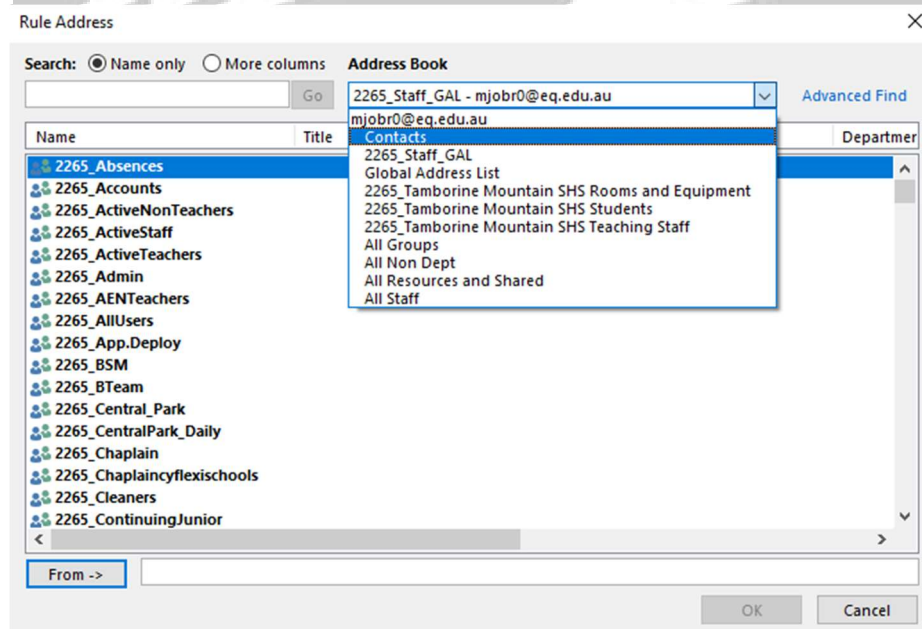 Rule Address
Search: Name only More columns Address Book
Go 2265_Staff_GAL - mjobr0@eq.edu.au Advanced Find
Name Title Departmer
mjobr0@eq.edu.au
Contacts
2265_Staff_GAL
Global Address List
2265_Tamborine Mountain SHS Rooms and Equipment
2265_Tamborine Mountain SHS Students
2265_Tamborine Mountain SHS Teaching Staff
All Groups
All Non Dept
All Resources and Shared
All Staff
2265_Absences
2265_Accounts
2265_ActiveNonTeachers
2265_ActiveStaff
2265_ActiveTeachers
2265_Admin
2265_AENTeachers
2265_AllUsers
2265_App.Deploy
2265_BSM
2265_BTeam
2265_Central_Park
2265_CentralPark_Daily
2265_Chaplain
2265_Chaplaincyflexischools
2265_Cleaners
2265_ContinuingJunior
From ->
OK Cancel